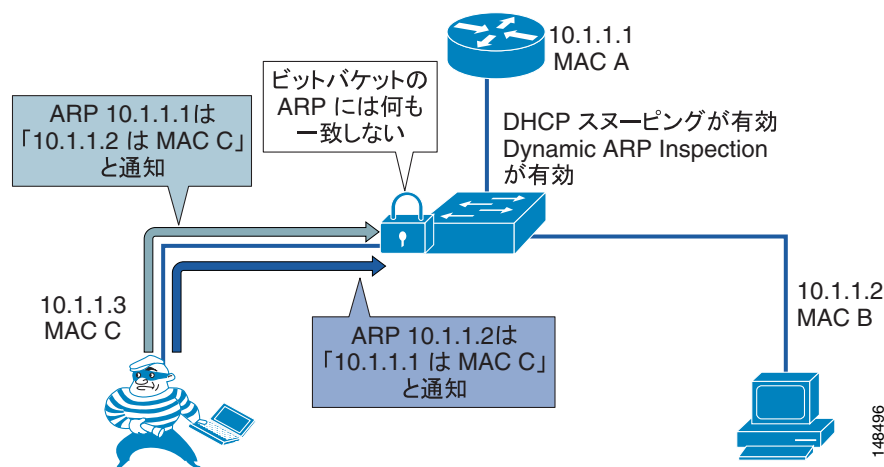 10.1.1.1
MAC A
ビットバケットの
ARP には何も
一致しない
ARP 10.1.1.1は
「10.1.1.2 は MAC C」
と通知
DHCP スヌーピングが有効
Dynamic ARP Inspection
が有効
10.1.1.3
MAC C
ARP 10.1.1.2は
「10.1.1.1 は MAC C」
と通知
10.1.1.2
MAC B
148496